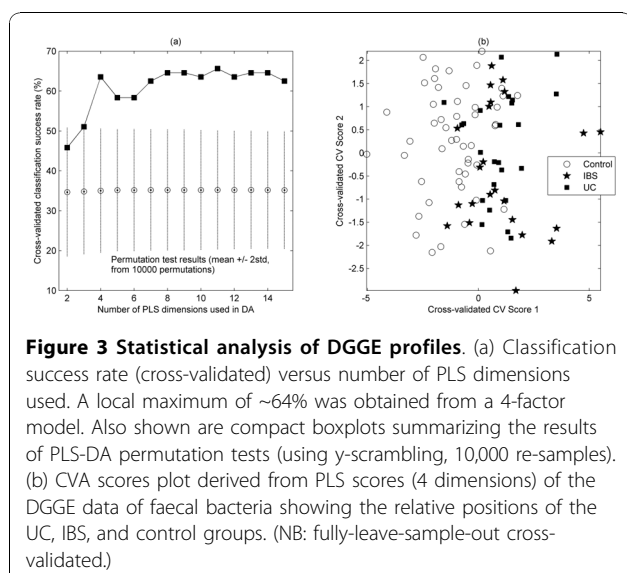 (a)
70
60
50
40
30
20
10
Cross-validated classification success rate (%)
Permutation test results (mean +/- 2std,
from 10000 permutations)
2 4 6 8 10 12 14
Number of PLS dimensions used in DA
(b)
2
1.5
1
0.5
0
-0.5
-1
-1.5
-2
-2.5
Cross-validated CV Score 2
Control
IBS
UC
-5 0 5
Cross-validated CV Score 1
Figure 3 Statistical analysis of DGGE profiles. (a) Classification
success rate (cross-validated) versus number of PLS dimensions
used. A local maximum of ~64% was obtained from a 4-factor
model. Also shown are compact boxplots summarizing the results
of PLS-DA permutation tests (using y-scrambling, 10,000 re-samples).
(b) CVA scores plot derived from PLS scores (4 dimensions) of the
DGGE data of faecal bacteria showing the relative positions of the
UC, IBS, and control groups. (NB: fully-leave-sample-out cross-
validated.)